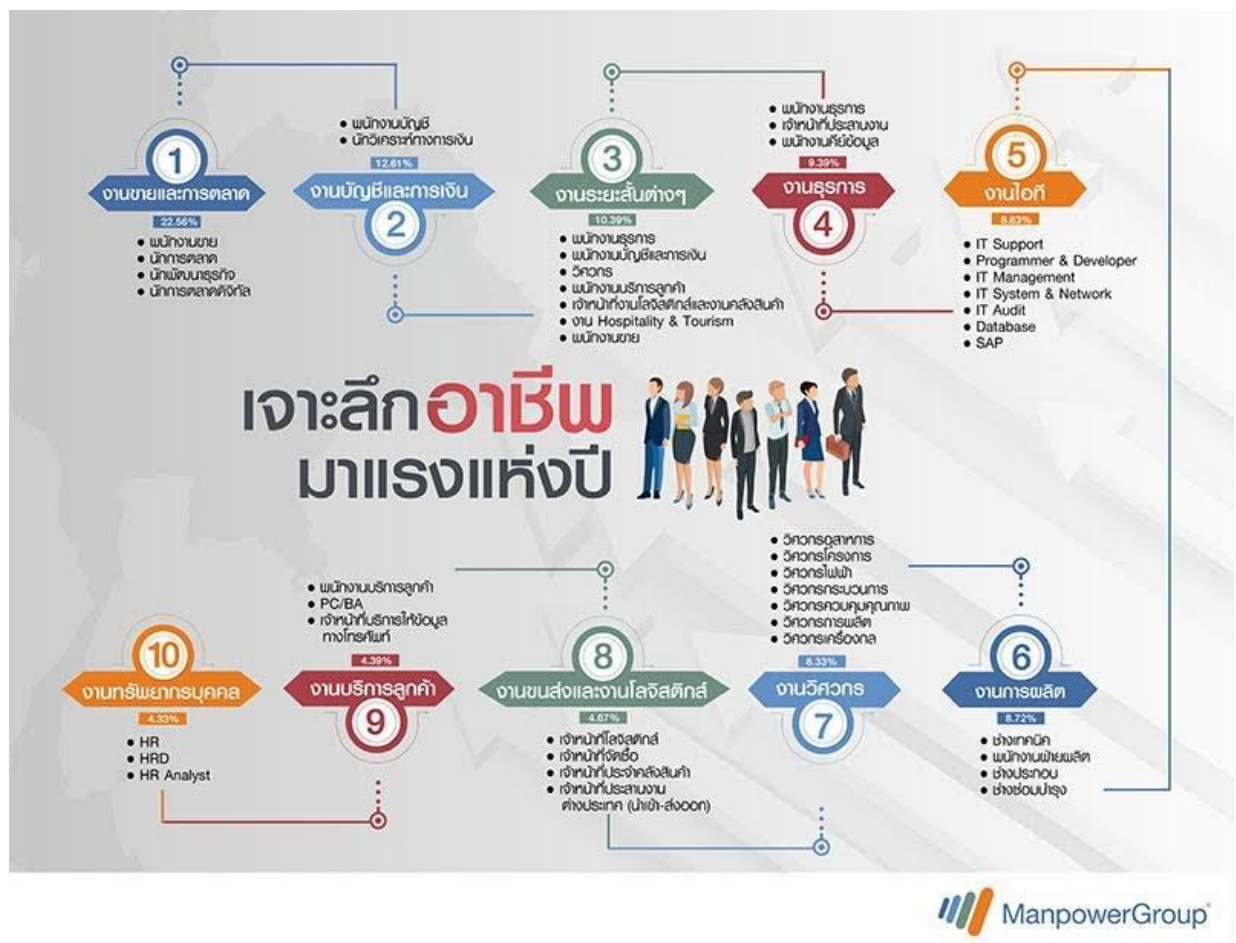 1
งานขายและการตลาด
22.56%
● พนักงานขาย
● นักการตลาด
● นักพัฒนาธุรกิจ
● นักการตลาดดิจิทัล
● พนักงานบัญชี
● นักวิเคราะห์ทางการเงิน
12.61%
งานบัญชีและการเงิน
2
3
งานระยะสั้นต่างๆ
10.39%
● พนักงานธุรการ
● พนักงานบัญชีและการเงิน
● วิศวกร
● พนักงานบริการลูกค้า
● เจ้าหน้าที่งานโลจิสติกส์และงานคลังสินค้า
● งาน Hospitality & Tourism
● พนักงานขาย
● พนักงานธุรการ
● เจ้าหน้าที่ประสานงาน
● พนักงานคีย์ข้อมูล
9.39%
งานธุรการ
4
5
งานไอที
8.83%
● IT Support
● Programmer & Developer
● IT Management
● IT System & Network
● IT Audit
● Database
● SAP
เจาะลึกอาชีพ
มาแรงแห่งปี
10
งานทรัพยากรบุคคล
4.33%
● HR
● HRD
● HR Analyst
● พนักงานบริการลูกค้า
● PC/BA
● เจ้าหน้าที่บริการให้ข้อมูล
ทางโทรศัพท์
4.39%
งานบริการลูกค้า
9
8
งานขนส่งและงานโลจิสติกส์
4.67%
● เจ้าหน้าที่โลจิสติกส์
● เจ้าหน้าที่จัดซื้อ
● เจ้าหน้าที่ประจำคลังสินค้า
● เจ้าหน้าที่ประสานงาน
ต่างประเทศ (นำเข้า-ส่งออก)
● วิศวกรอุสาหการ
● วิศวกรโครงการ
● วิศวกรไฟฟ้า
● วิศวกรกระบวนการ
● วิศวกรควบคุมคุณภาพ
● วิศวกรการผลิต
● วิศวกรเครื่องกล
8.33%
งานวิศวกร
7
6
งานการผลิต
8.72%
● ช่างเทคนิค
● พนักงานฝ่ายผลิต
● ช่างประกอบ
● ช่างซ่อมบำรุง
ManpowerGroup